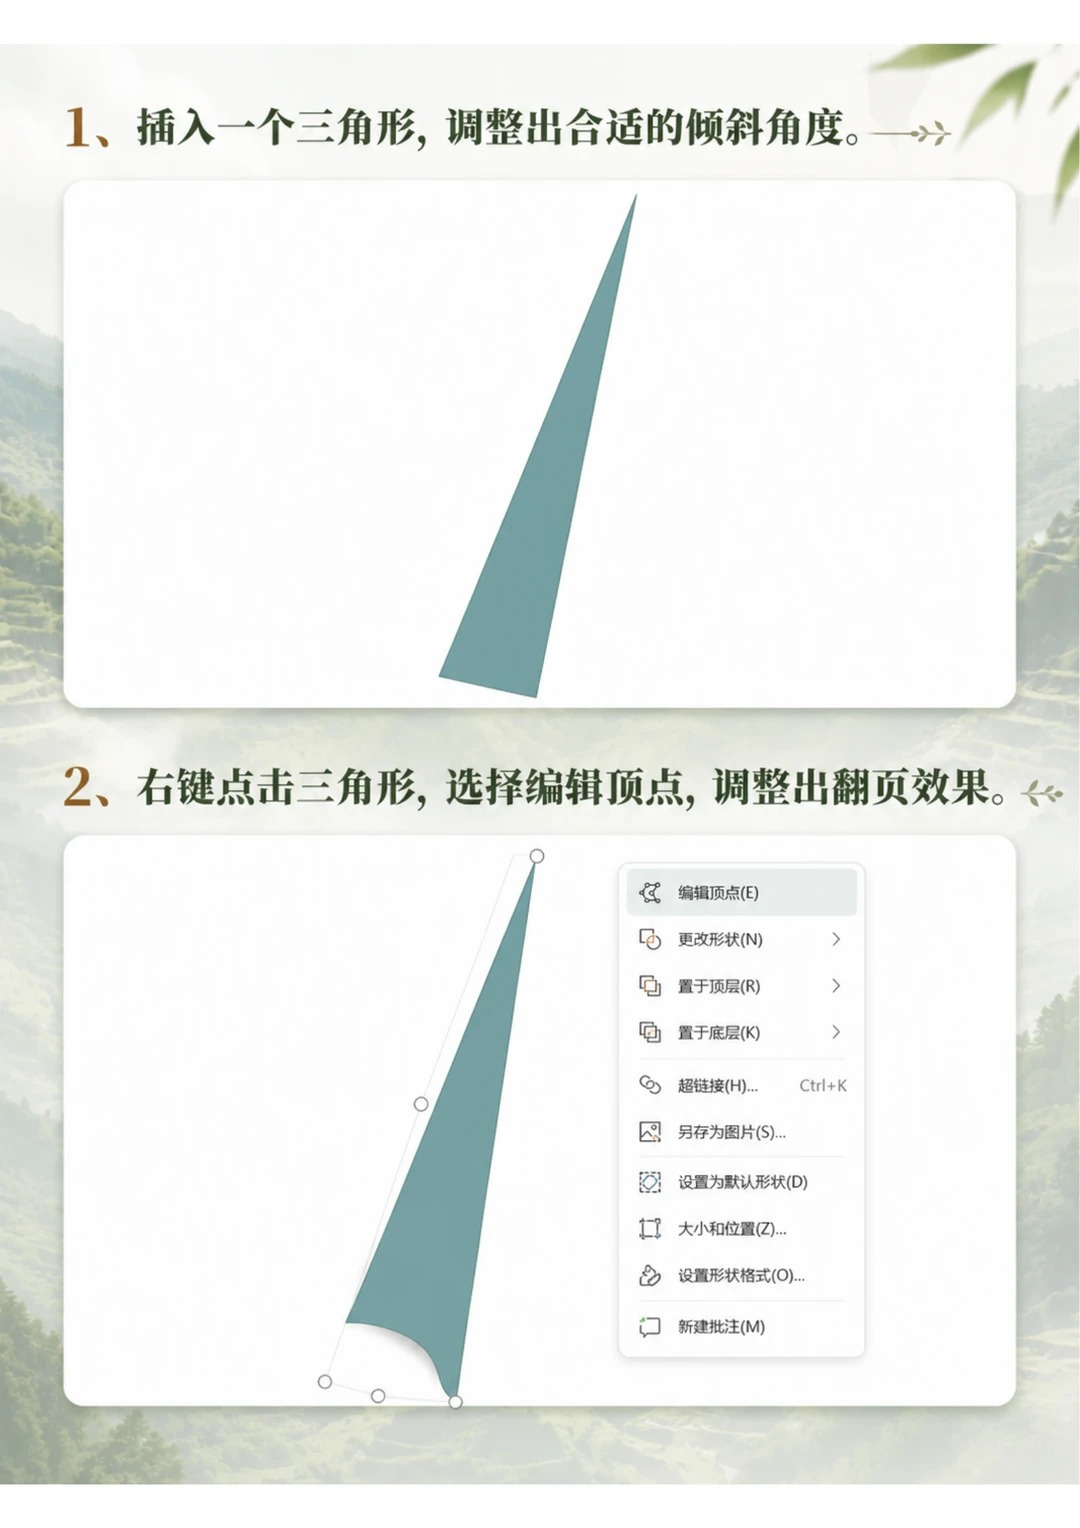 1、插入一个三角形，调整出合适的倾斜角度。
2、右键点击三角形，选择编辑顶点，调整出翻页效果。
编辑顶点(E)
更改形状(N)
置于顶层(R)
置于底层(K)
超链接(H)... Ctrl+K
另存为图片(S)...
设置为默认形状(D)
大小和位置(Z)...
设置形状格式(O)...
新建批注(M)